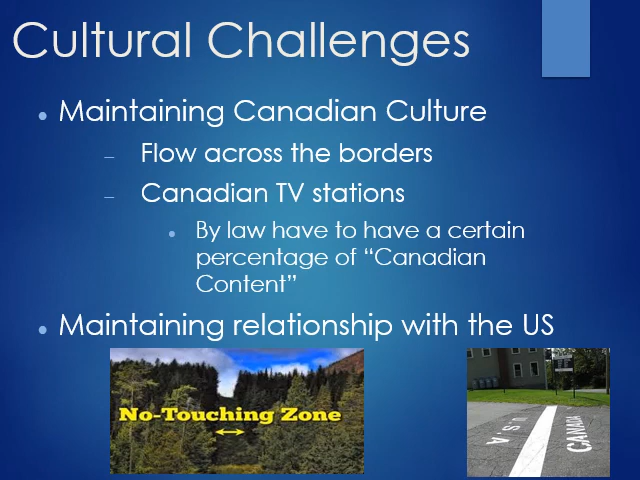 Cultural Challenges
Maintaining Canadian Culture
Flow across the borders
Canadian TV stations
By law have to have a certain
percentage of “Canadian
Content”
Maintaining relationship with the US
No-Touching Zone
USA
CANADA